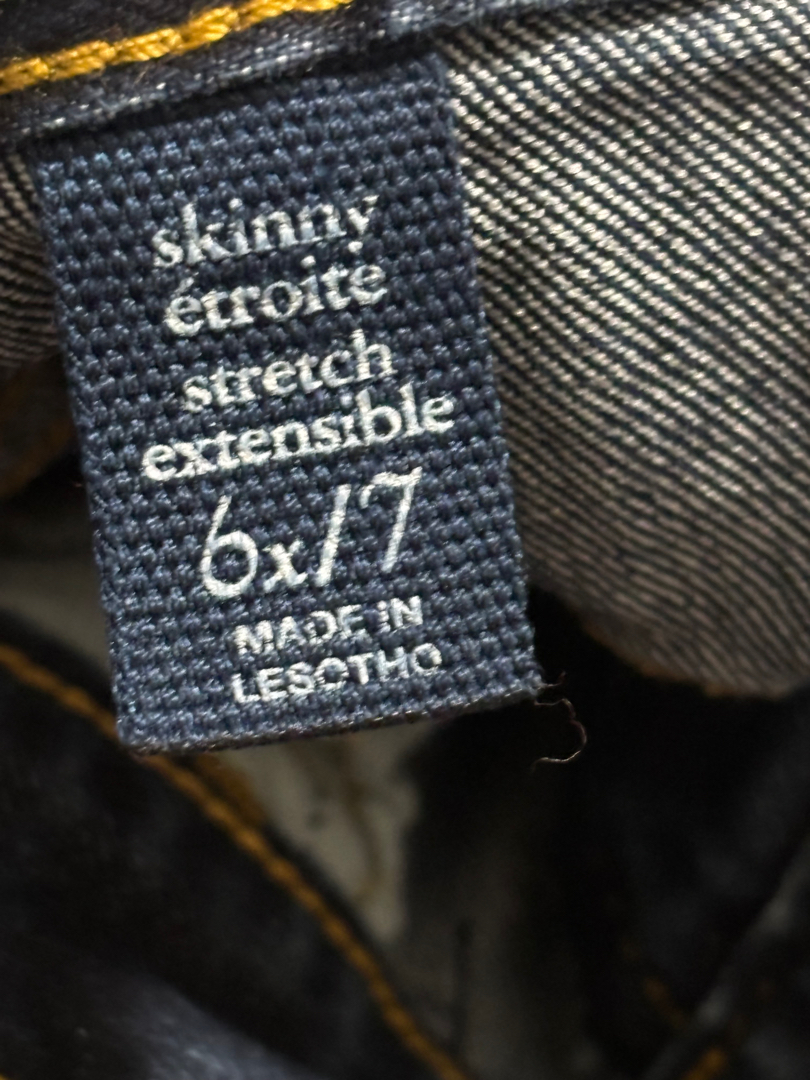 skinny
étroite
stretch
extensible
6x/7
MADE IN
LESOTHO